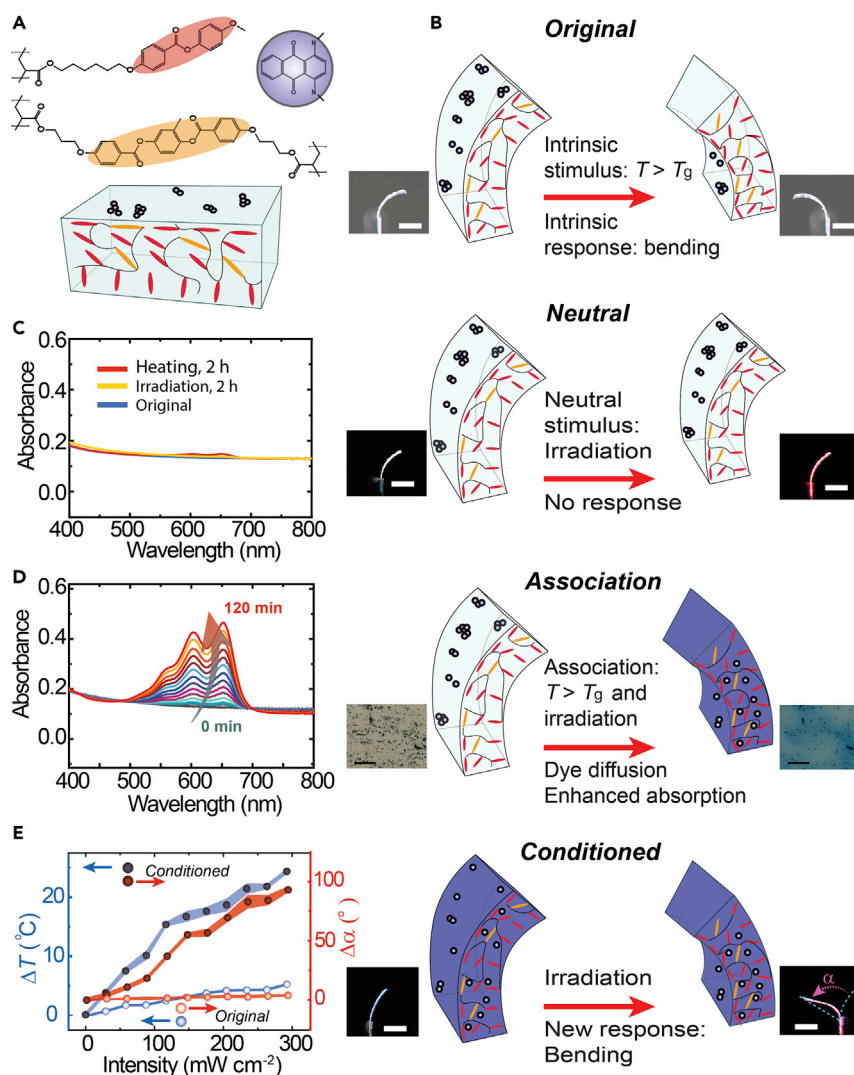 A
B
Original
Intrinsic
stimulus: T > Tg
Intrinsic
response: bending
Neutral
C
0.6
0.4
0.2
0.0
Absorbance
Heating, 2 h
Irradiation, 2 h
Original
400 500 600 700 800
Wavelength (nm)
Neutral
stimulus:
Irradiation
No response
D
0.6
0.4
0.2
0.0
Absorbance
120 min
0 min
400 500 600 700 800
Wavelength (nm)
Association
Association:
T > Tg and
irradiation
Dye diffusion
Enhanced absorption
E
20
10
0
ΔT (°C)
Conditioned
Original
100
50
0
Δα (°)
0 100 200 300
Intensity (mW cm-2)
Conditioned
Irradiation
New response:
Bending
α